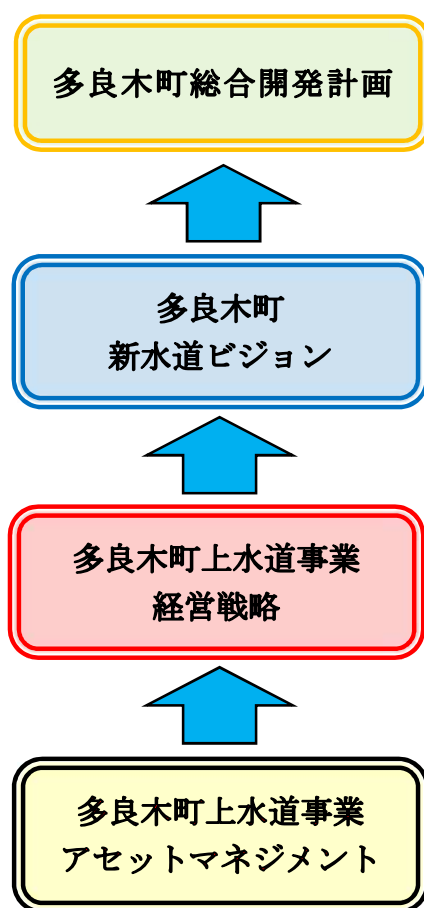 多良木町総合開発計画
多良木町
新水道ビジョン
多良木町上水道事業
経営戦略
多良木町上水道事業
アセットマネジメント